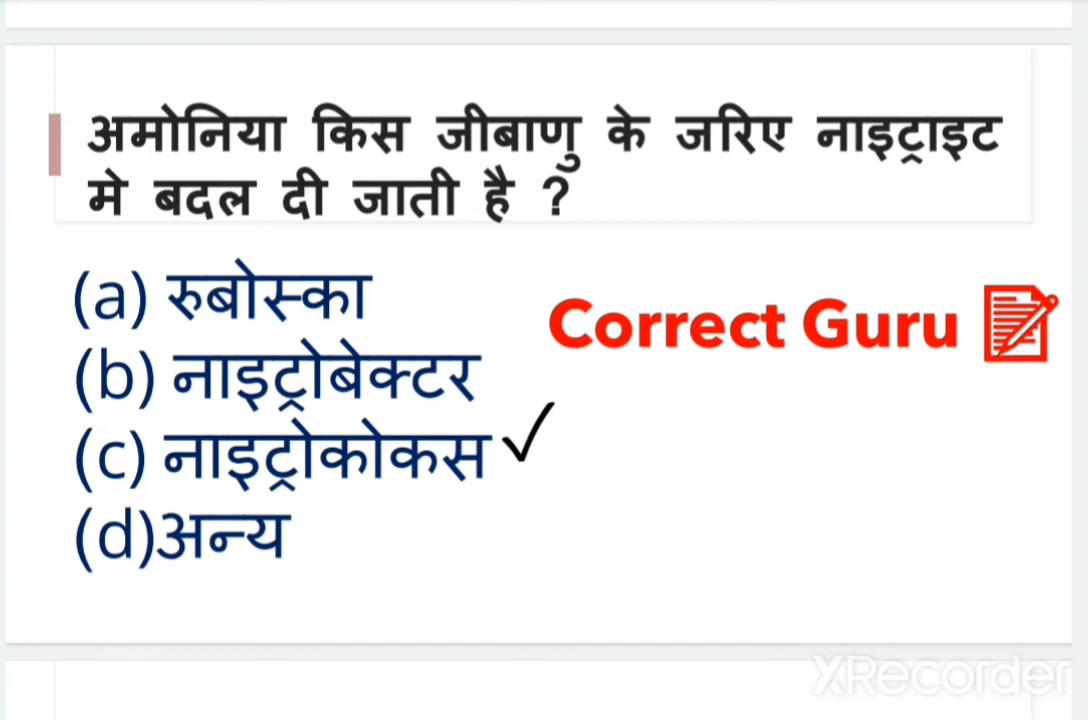 अमोनिया किस जीबाणु के जरिए नाइट्राइट
मे बदल दी जाती है ?
(a) रुबोस्का
Correct Guru
(b) नाइट्रोबेक्टर
(c) नाइट्रोकोकस
(d)अन्य
XRecorder